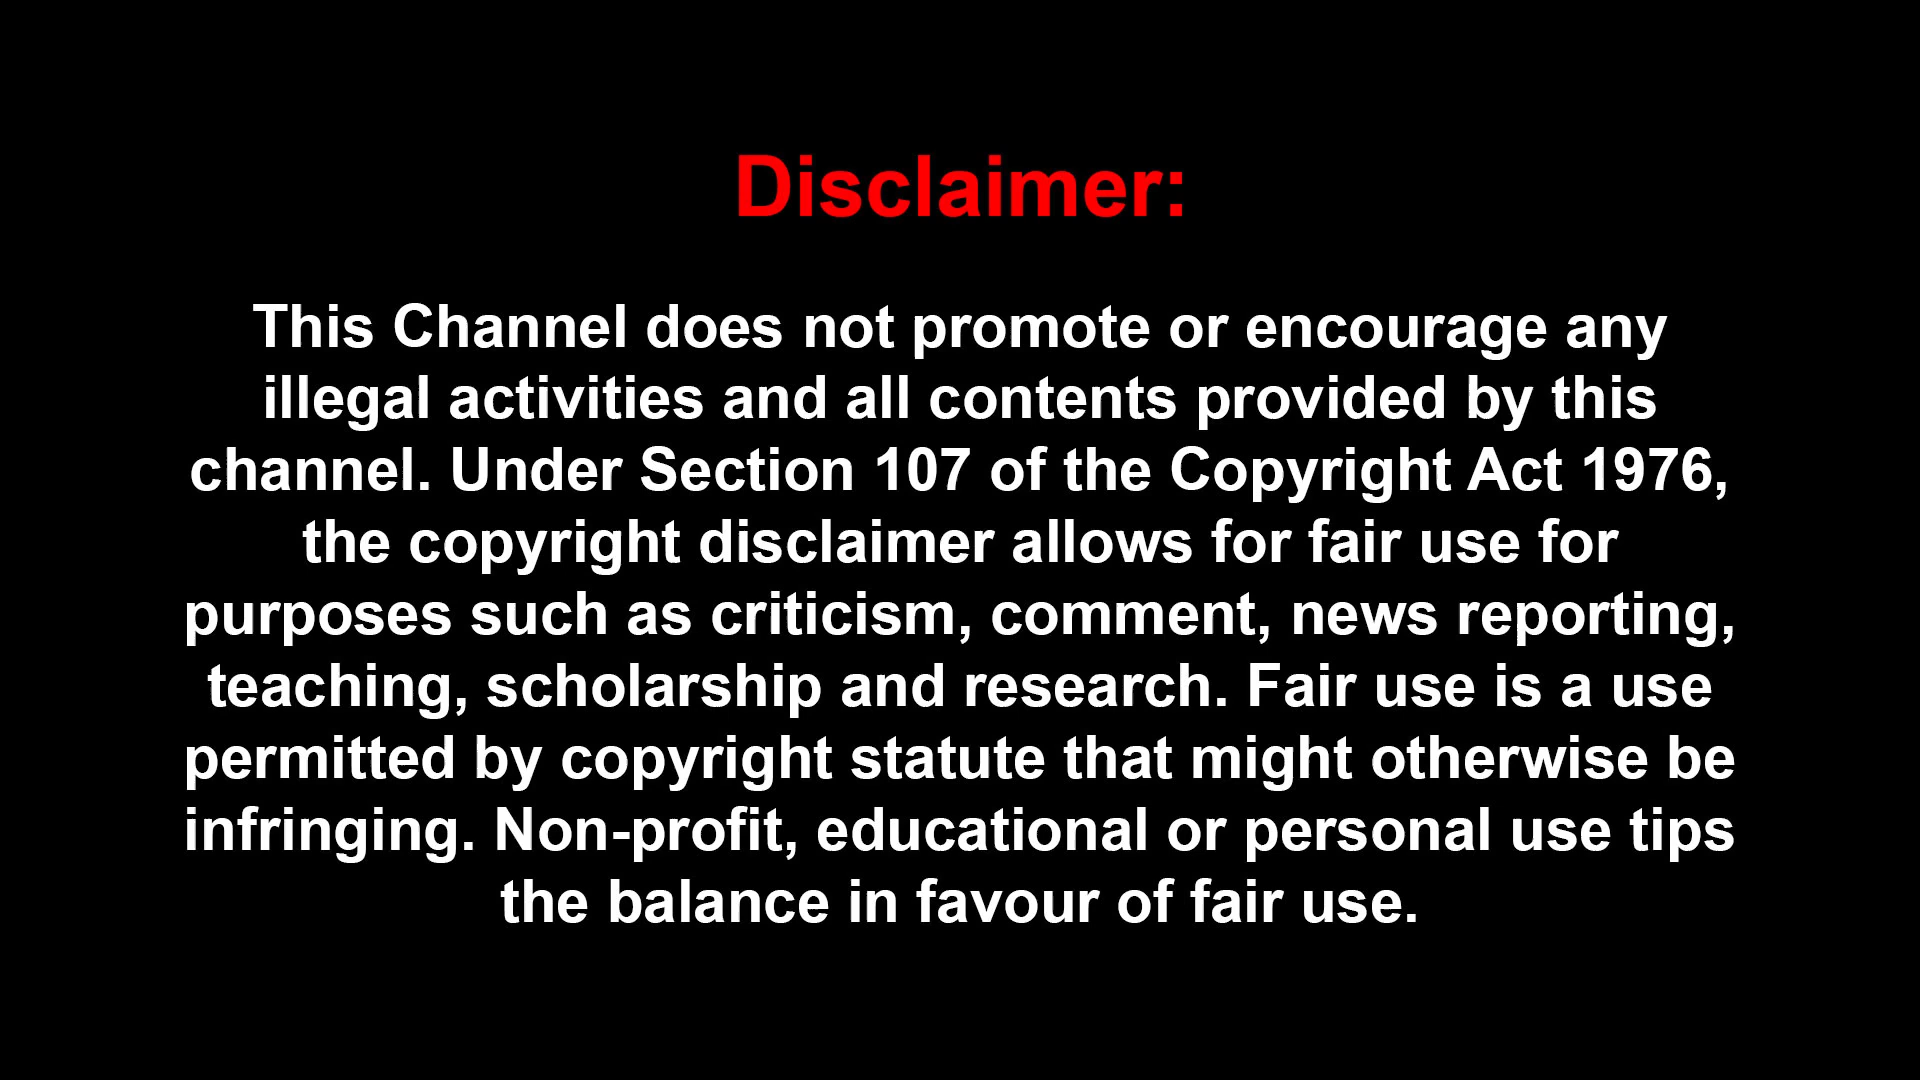 Disclaimer:
This Channel does not promote or encourage any
illegal activities and all contents provided by this
channel. Under Section 107 of the Copyright Act 1976,
the copyright disclaimer allows for fair use for
purposes such as criticism, comment, news reporting,
teaching, scholarship and research. Fair use is a use
permitted by copyright statute that might otherwise be
infringing. Non-profit, educational or personal use tips
the balance in favour of fair use.